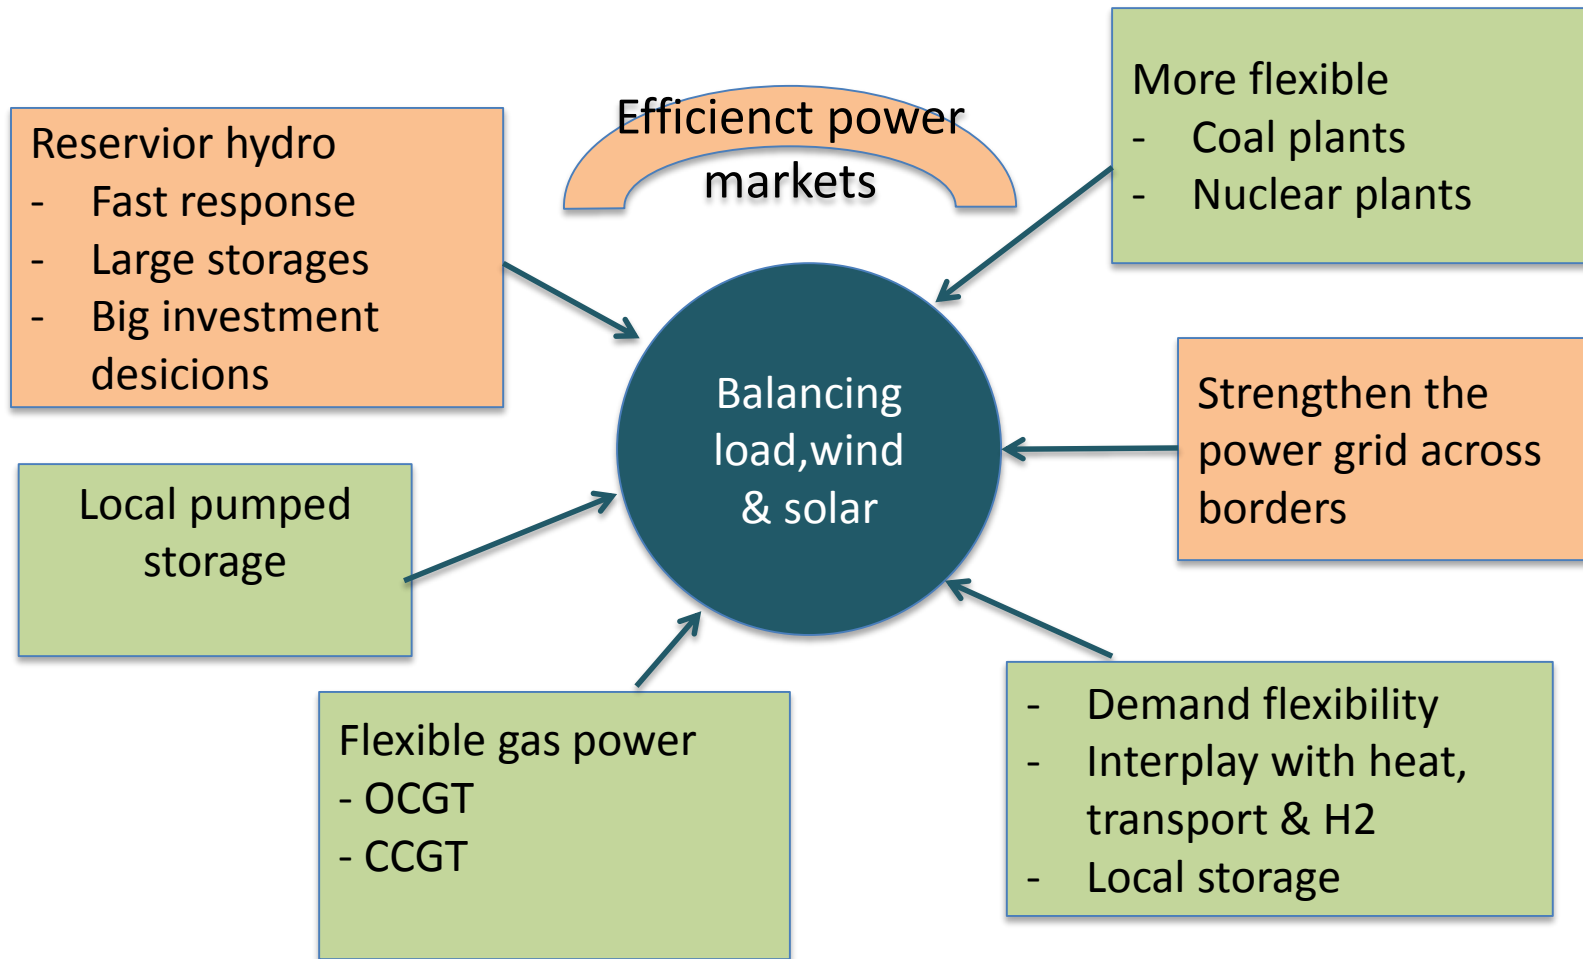 Efficienct power
markets
Reservior hydro
- Fast response
- Large storages
- Big investment
desicions
More flexible
- Coal plants
- Nuclear plants
Balancing
load,wind
& solar
Strengthen the
power grid across
borders
Local pumped
storage
Flexible gas power
- OCGT
- CCGT
- Demand flexibility
- Interplay with heat,
transport & H2
- Local storage